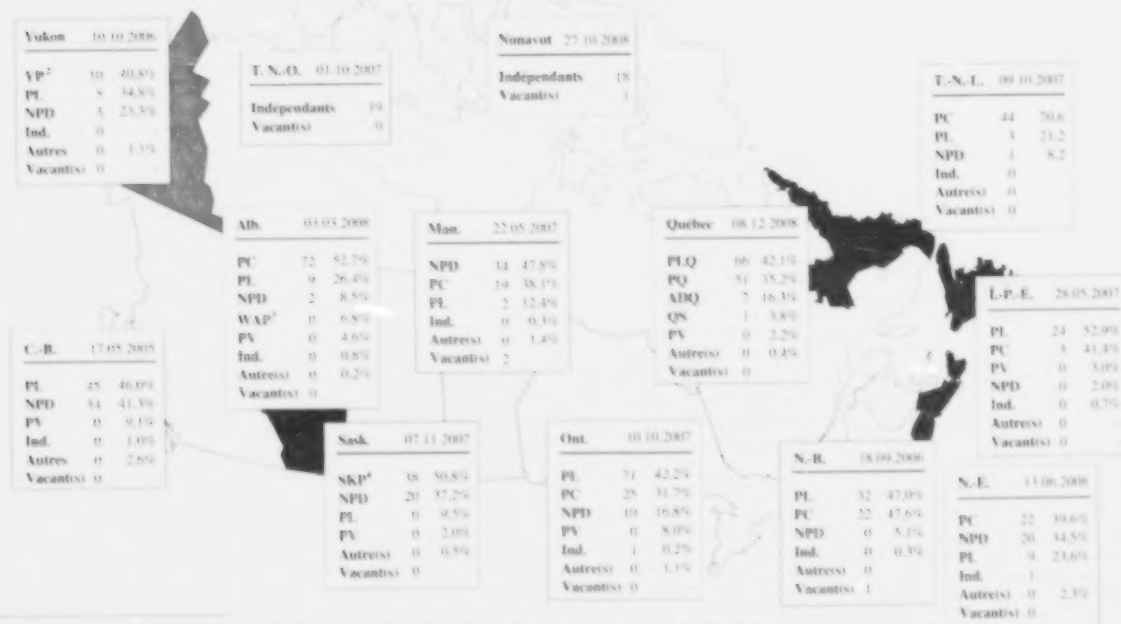 Yukon 10.10.2006
YP² 10 40.8%
PL 5 34.8%
NPD 3 23.3%
Ind. 0
Autres 0 1.1%
Vacant(s) 0
T. N.-O. 01.10.2007
Indépendants 19
Vacant(s) 0
Nunavut 27.10.2008
Indépendants 18
Vacant(s) 1
T.-N.-L. 09.10.2007
PC 44 70.6
PL 3 21.2
NPD 1 8.2
Ind. 0
Autre(s) 0
Vacant(s) 0
Alb. 03.03.2008
PC 72 52.7%
PL 9 26.4%
NPD 2 8.5%
WAP³ 0 6.8%
PV 0 4.6%
Ind. 0 0.8%
Autre(s) 0 0.2%
Vacant(s) 0
Man. 22.05.2007
NPD 34 47.8%
PC 19 38.1%
PL 2 12.4%
Ind. 0 0.3%
Autre(s) 0 1.4%
Vacant(s) 2
Québec 08.12.2008
PLQ 66 42.1%
PQ 51 35.2%
ADQ 7 16.3%
QS 1 3.8%
PV 0 2.2%
Autre(s) 0 0.4%
Vacant(s) 0
Î.-P.-É. 28.05.2007
PL 24 52.9%
PC 3 41.4%
PV 0 3.0%
NPD 0 2.0%
Ind. 0 0.7%
Autre(s) 0
Vacant(s) 0
C.-B. 17.05.2005
PL 45 46.0%
NPD 34 41.3%
PV 0 9.1%
Ind. 0 1.0%
Autres 0 2.6%
Vacant(s) 0
Sask. 07.11.2007
SKP⁴ 38 50.8%
NPD 20 37.2%
PL 0 9.5%
PV 0 2.0%
Autre(s) 0 0.5%
Vacant(s) 0
Ont. 10.10.2007
PL 71 42.2%
PC 25 31.7%
NPD 10 16.8%
PV 0 8.0%
Ind. 1 0.2%
Autre(s) 0 1.1%
Vacant(s) 0
N.-B. 18.09.2006
PL 32 47.0%
PC 22 47.6%
NPD 0 5.1%
Ind. 0 0.3%
Autre(s) 0
Vacant(s) 1
N.-É. 13.06.2006
PC 22 39.6%
NPD 20 34.5%
PL 9 23.6%
Ind. 1
Autre(s) 0 2.3%
Vacant(s) 0